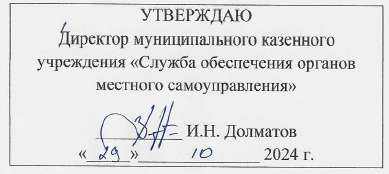 УТВЕРЖДАЮ
Директор муниципального казенного
учреждения «Служба обеспечения органов
местного самоуправления»
И.Н. Долматов
«29» 10 2024 г.